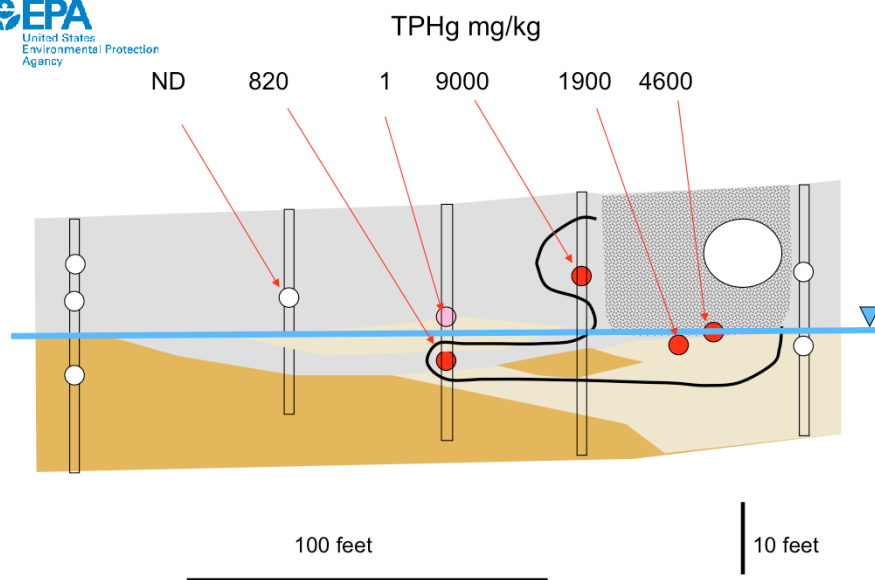 EPA
United States
Environmental Protection
Agency
TPHg mg/kg
ND 820 1 9000 1900 4600
100 feet
10 feet